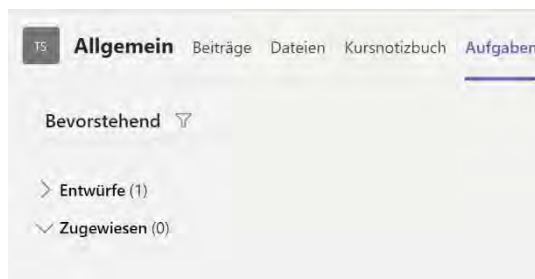 TS Allgemein Beiträge Dateien Kursnotizbuch Aufgaben
Bevorstehend
Entwürfe (1)
Zugewiesen (0)